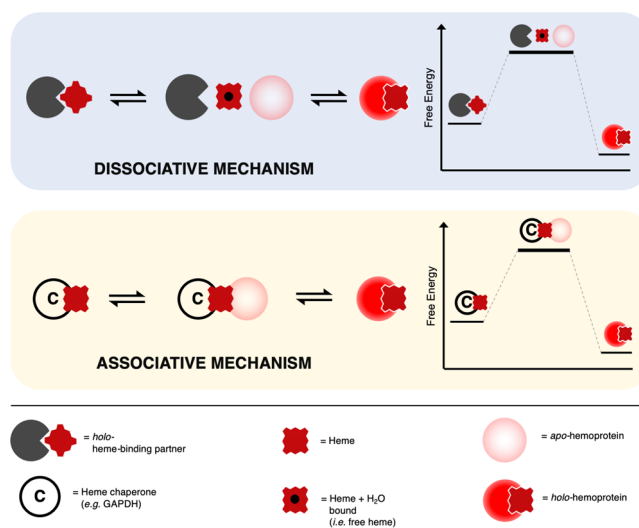 Free Energy
DISSOCIATIVE MECHANISM
C
C
C
C
Free Energy
ASSOCIATIVE MECHANISM
= holo-
heme-binding partner
= Heme
= apo-hemoprotein
C
= Heme chaperone
(e.g. GAPDH)
= Heme + H₂O
bound
(i.e. free heme)
= holo-hemoprotein